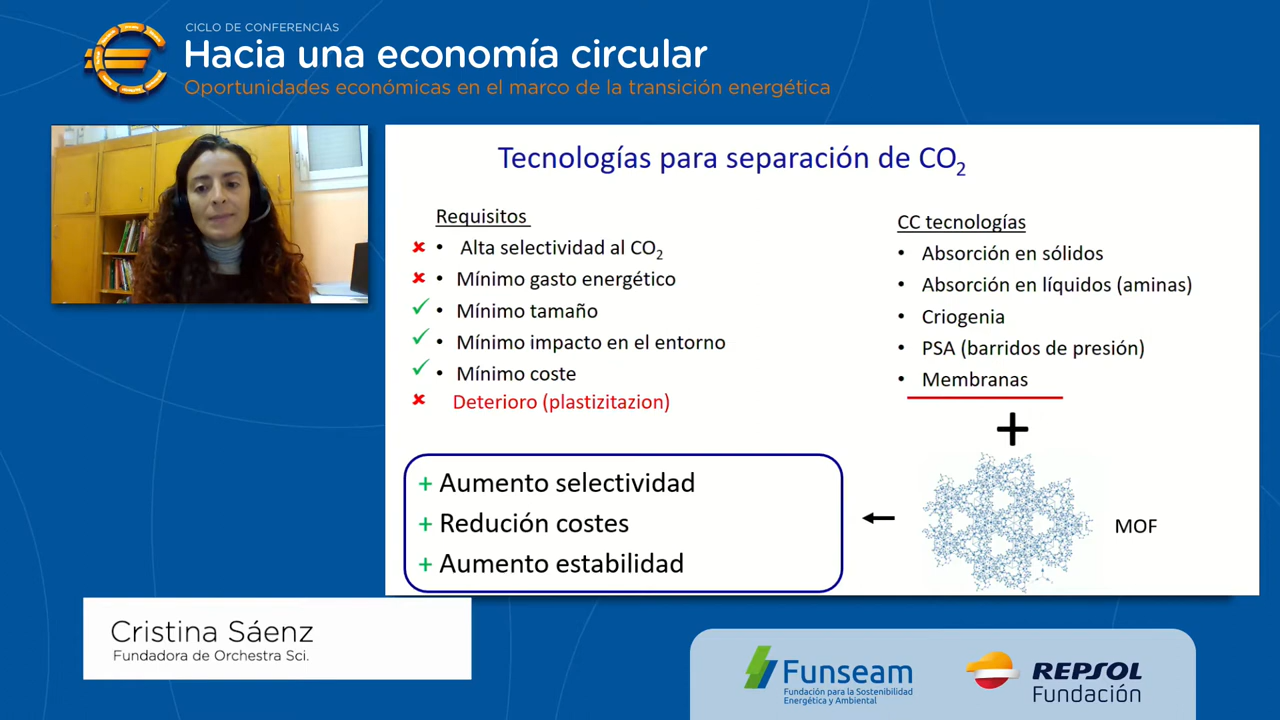 CICLO DE CONFERENCIAS
Hacia una economía circular
Oportunidades económicas en el marco de la transición energética
Tecnologías para separación de CO₂
Requisitos
✘ • Alta selectividad al CO₂
✘ • Mínimo gasto energético
✓ • Mínimo tamaño
✓ • Mínimo impacto en el entorno
✓ • Mínimo coste
✘ Deterioro (plastizitazion)
CC tecnologías
• Absorción en sólidos
• Absorción en líquidos (aminas)
• Criogenia
• PSA (barridos de presión)
• Membranas
+
MOF
+ Aumento selectividad
+ Redución costes
+ Aumento estabilidad
Cristina Sáenz
Fundadora de Orchestra Sci.
Funseam
Fundación para la Sostenibilidad
Energética y Ambiental
REPSOL
Fundación